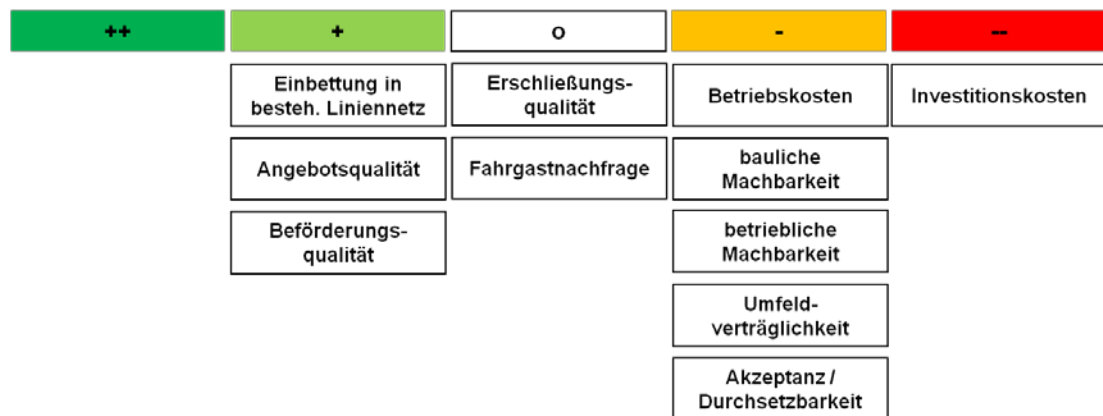 ++
+
o
-
--
Einbettung in
besteh. Liniennetz
Erschließungs-
qualität
Betriebskosten
Investitionskosten
Angebotsqualität
Fahrgastnachfrage
bauliche
Machbarkeit
Beförderungs-
qualität
betriebliche
Machbarkeit
Umfeld-
verträglichkeit
Akzeptanz /
Durchsetzbarkeit